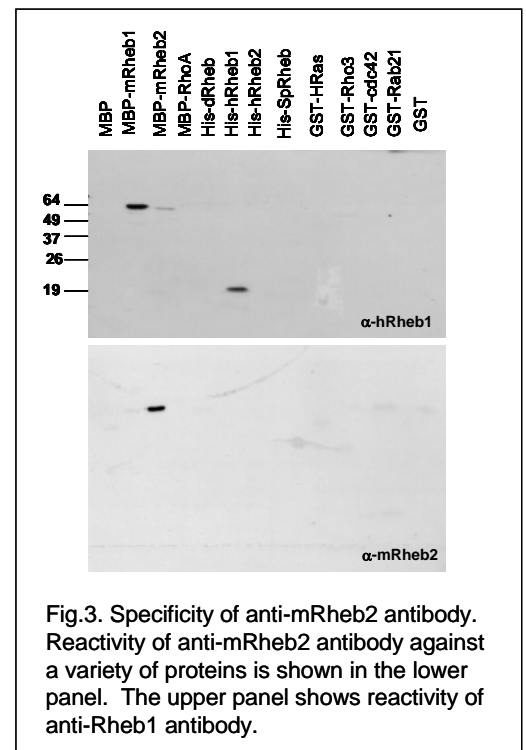 MBP
MBP-mRheb1
MBP-mRheb2
MBP-RhoA
His-dRheb
His-hRheb1
His-hRheb2
His-SpRheb
GST-HRas
GST-Rho3
GST-cdc42
GST-Rab21
GST
64
49
37
26
19
α-hRheb1
α-mRheb2
Fig.3. Specificity of anti-mRheb2 antibody.
Reactivity of anti-mRheb2 antibody against
a variety of proteins is shown in the lower
panel. The upper panel shows reactivity of
anti-Rheb1 antibody.